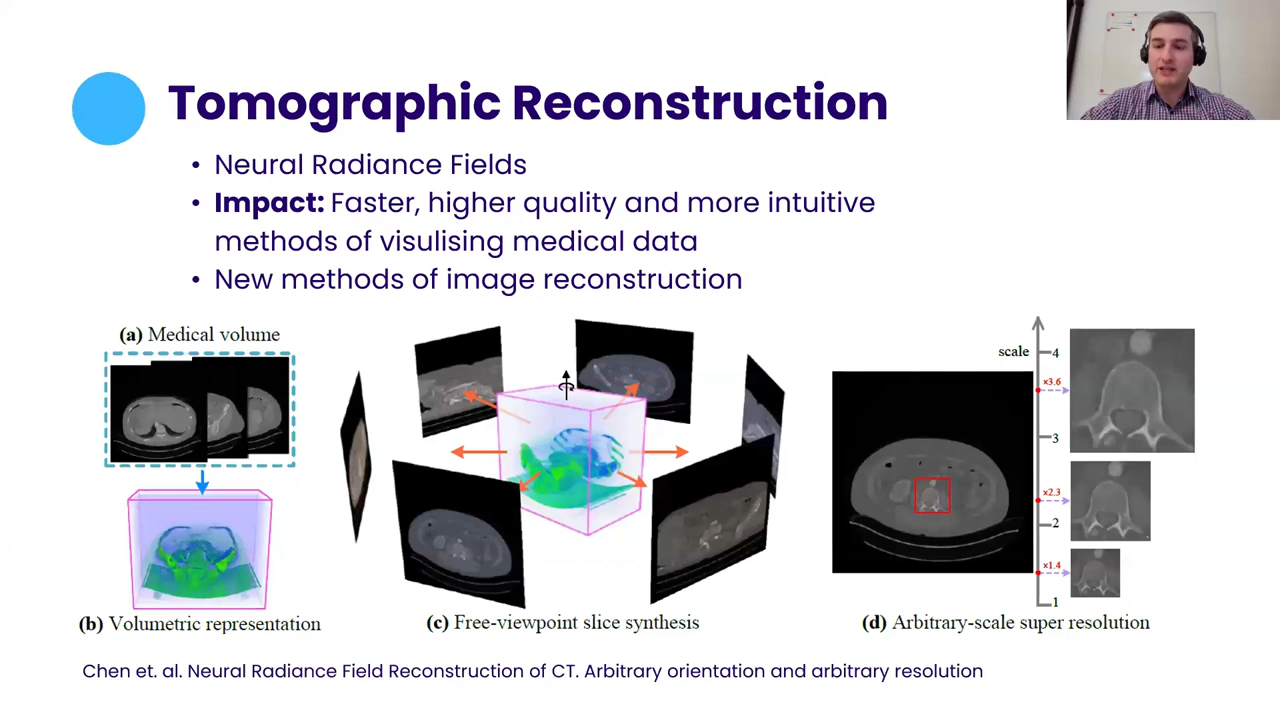 Tomographic Reconstruction
• Neural Radiance Fields
• Impact: Faster, higher quality and more intuitive
methods of visulising medical data
• New methods of image reconstruction
(a) Medical volume
(b) Volumetric representation
(c) Free-viewpoint slice synthesis
scale
4
x3.6
3
x2.3
2
x1.4
1
(d) Arbitrary-scale super resolution
Chen et. al. Neural Radiance Field Reconstruction of CT. Arbitrary orientation and arbitrary resolution